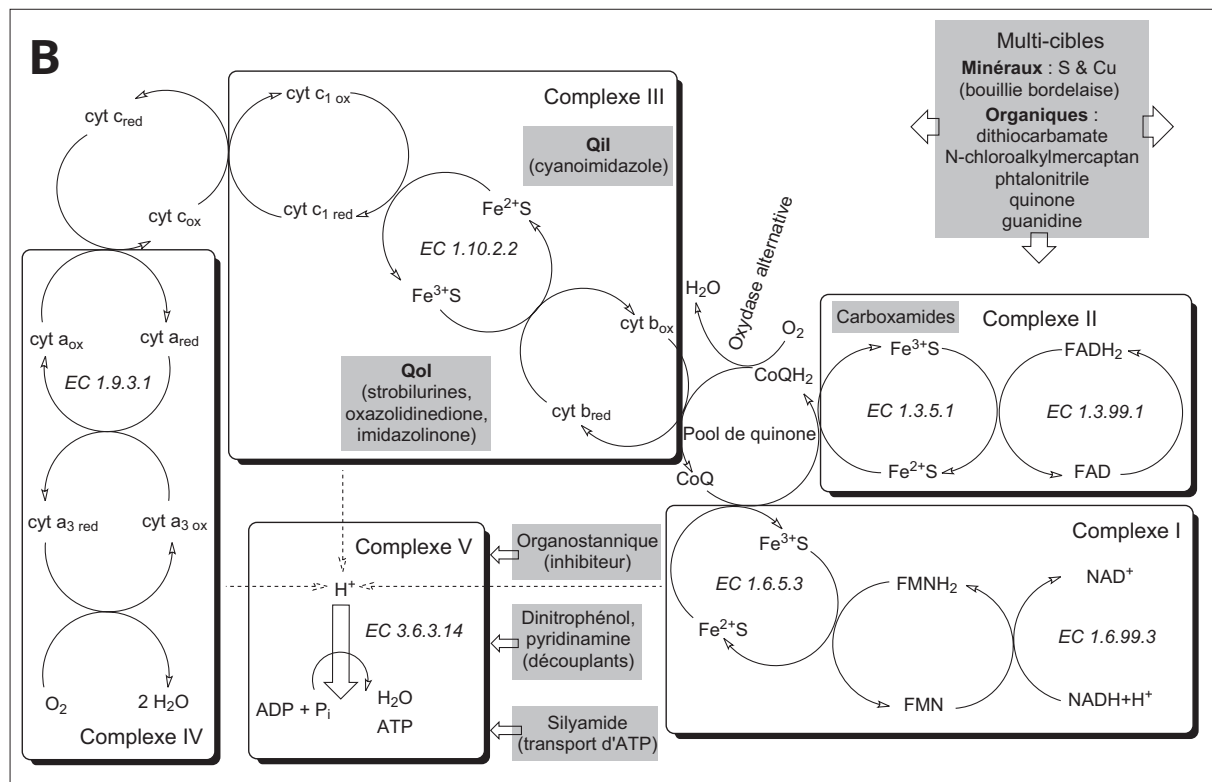 B
Multi-cibles
Minéraux : S & Cu
(bouillie bordelaise)
Organiques :
dithiocarbamate
N-chloroalkylmercaptan
phtalonitrile
quinone
guanidine
Complexe III
cyt c1 ox
cyt cred
QiI
(cyanoimidazole)
cyt cox
cyt c1 red
Fe2+S
EC 1.10.2.2
Fe3+S
QoI
(strobilurines,
oxazolidinedione,
imidazolinone)
cyt box
cyt bred
H2O
Oxydase alternative
O2
CoQH2
Pool de quinone
CoQ
Carboxamides
Complexe II
Fe3+S
FADH2
EC 1.3.5.1
EC 1.3.99.1
Fe2+S
FAD
cyt aox
cyt ared
EC 1.9.3.1
cyt a3 red
cyt a3 ox
O2
2 H2O
Complexe IV
Complexe V
H+
EC 3.6.3.14
ADP + Pi
H2O
ATP
Organostannique
(inhibiteur)
Dinitrophénol,
pyridinamine
(découplants)
Silyamide
(transport d'ATP)
Complexe I
Fe3+S
EC 1.6.5.3
Fe2+S
FMNH2
FMN
NAD+
EC 1.6.99.3
NADH+H+